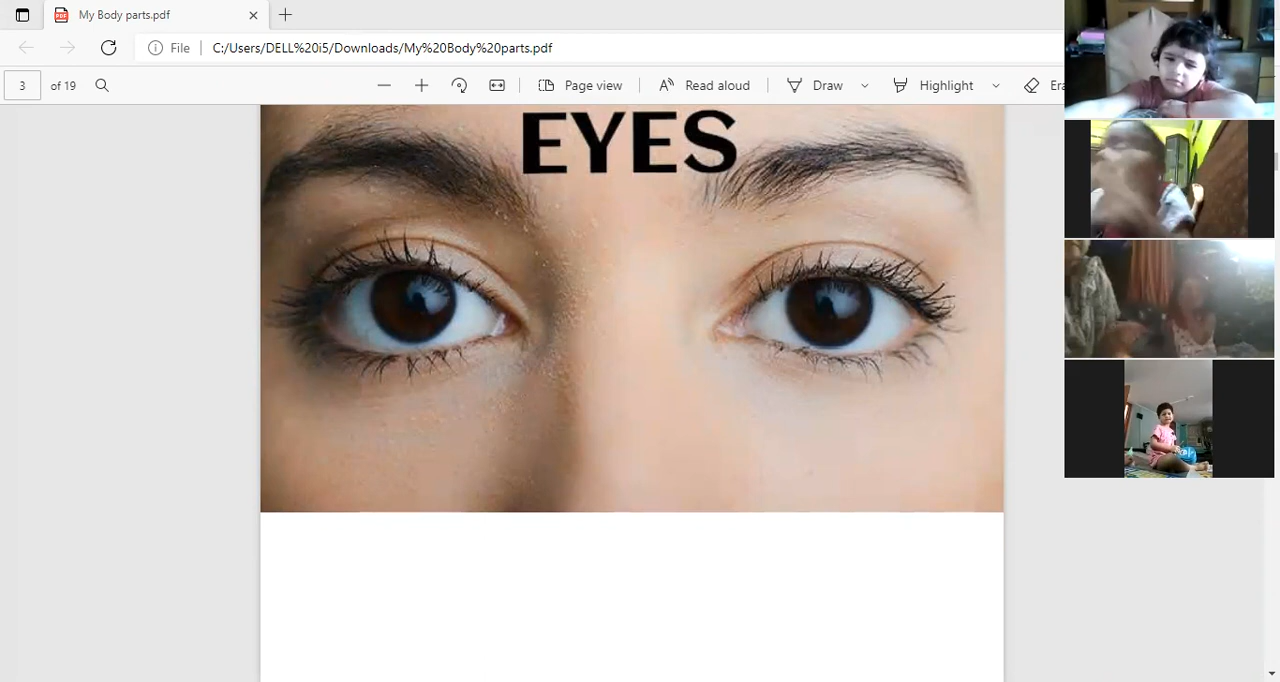 My Body parts.pdf
File
C:/Users/DELL%20i5/Downloads/My%20Body%20parts.pdf
3 of 19
Page view
Read aloud
Draw
Highlight
Era
EYES